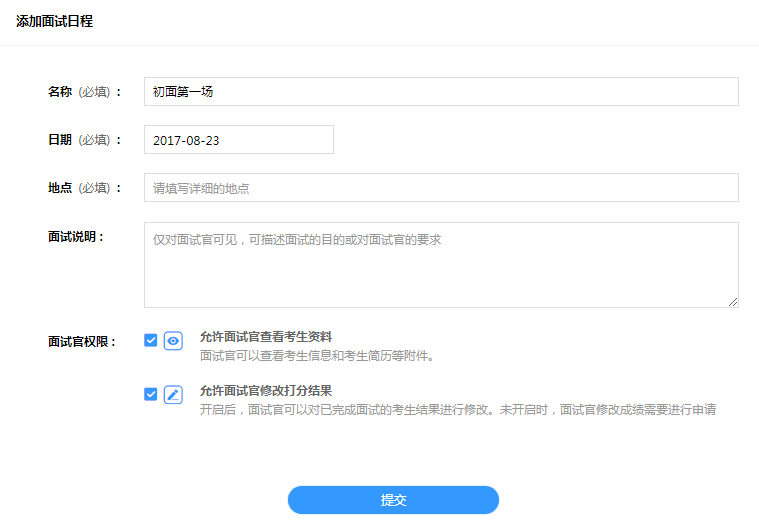 添加面试日程
名称 (必填) ： 初面第一场
日期 (必填) ： 2017-08-23
地点 (必填) ： 请填写详细的地点
面试说明： 仅对面试官可见，可描述面试的目的或对面试官的要求
面试官权限： 允许面试官查看考生资料
面试官可以查看考生信息和考生简历等附件。
允许面试官修改打分结果
开启后，面试官可以对已完成面试的考生结果进行修改。未开启时，面试官修改成绩需要进行申请
提交